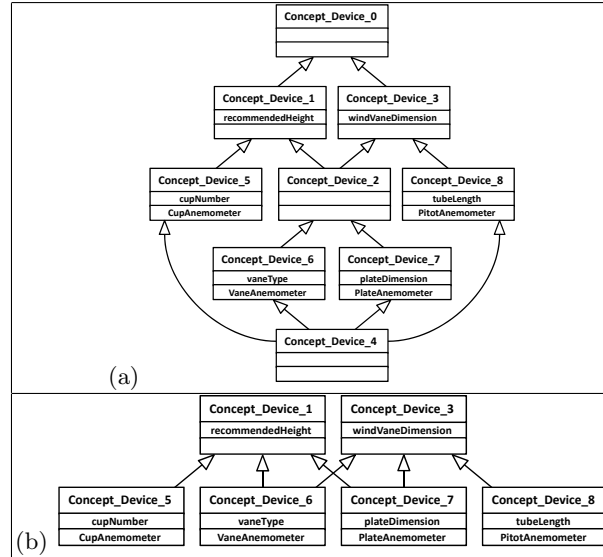 Concept_Device_0
Concept_Device_1
recommendedHeight
Concept_Device_3
windVaneDimension
Concept_Device_5
cupNumber
CupAnemometer
Concept_Device_2
Concept_Device_8
tubeLength
PitotAnemometer
Concept_Device_6
vaneType
VaneAnemometer
Concept_Device_7
plateDimension
PlateAnemometer
Concept_Device_4
(a)
Concept_Device_1
recommendedHeight
Concept_Device_3
windVaneDimension
Concept_Device_5
cupNumber
CupAnemometer
Concept_Device_6
vaneType
VaneAnemometer
Concept_Device_7
plateDimension
PlateAnemometer
Concept_Device_8
tubeLength
PitotAnemometer
(b)